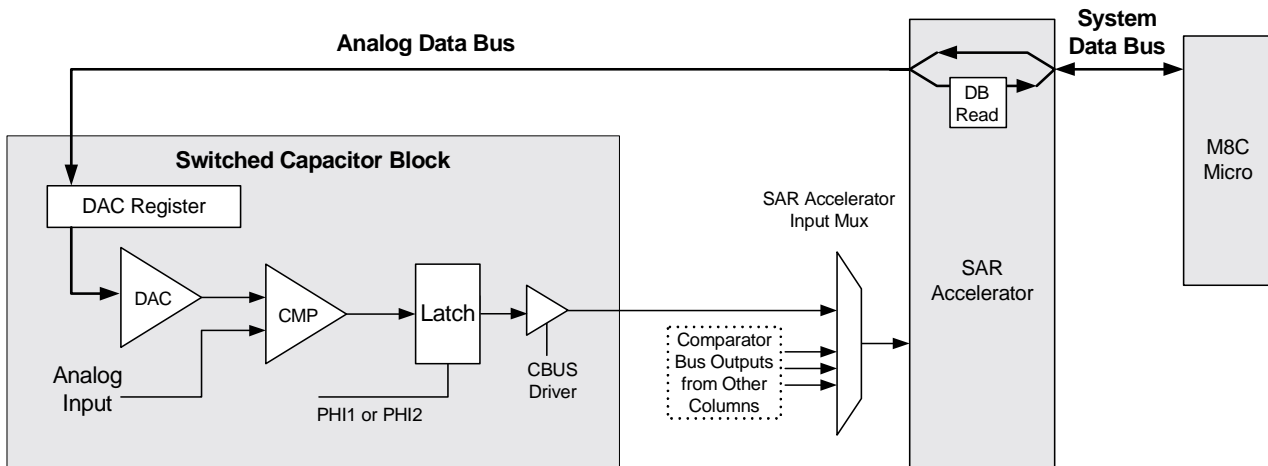 System
Data Bus
Analog Data Bus
DB
Read
M8C
Micro
Switched Capacitor Block
DAC Register
SAR Accelerator
Input Mux
DAC
CMP
Latch
SAR
Accelerator
Analog
Input
CBUS
Driver
PHI1 or PHI2
Comparator
Bus Outputs
from Other
Columns